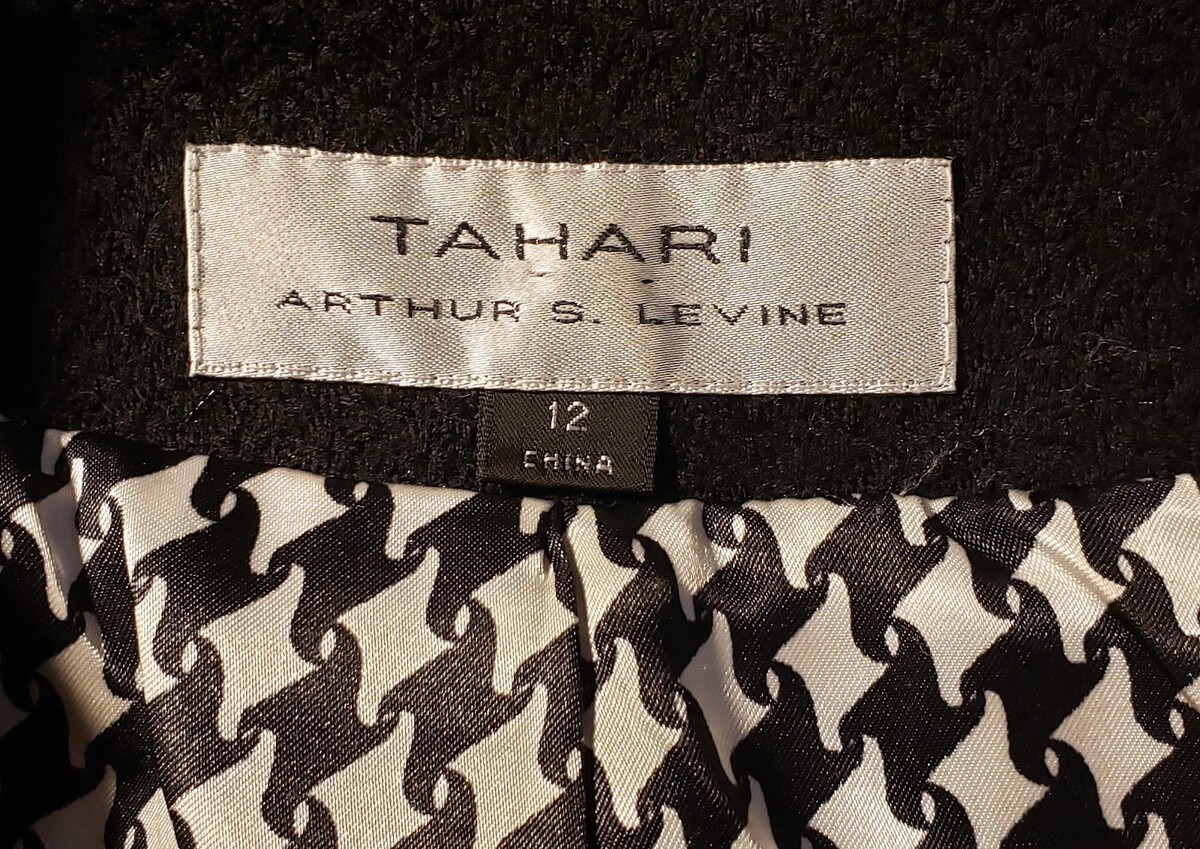 TAHARI
ARTHUR S. LEVINE
12
CHINA